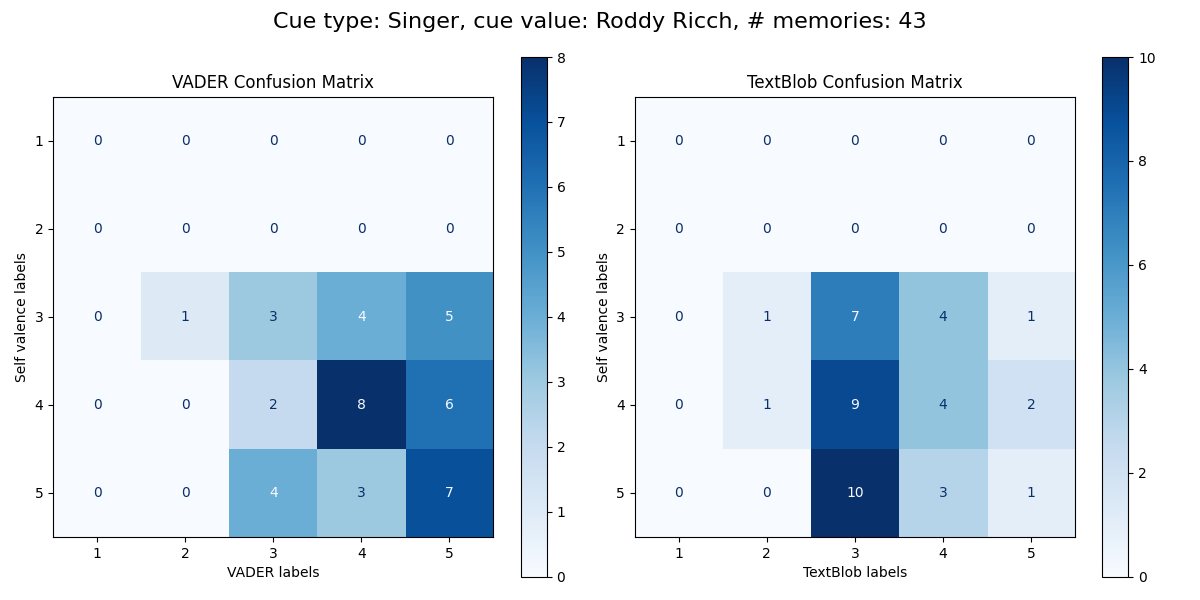 Cue type: Singer, cue value: Roddy Ricch, # memories: 43
VADER Confusion Matrix
Self valence labels
1 0 0 0 0 0
2 0 0 0 0 0
3 0 1 3 4 5
4 0 0 2 8 6
5 0 0 4 3 7
1 2 3 4 5
VADER labels
8
7
6
5
4
3
2
1
0
TextBlob Confusion Matrix
Self valence labels
1 0 0 0 0 0
2 0 0 0 0 0
3 0 1 7 4 1
4 0 1 9 4 2
5 0 0 10 3 1
1 2 3 4 5
TextBlob labels
10
8
6
4
2
0